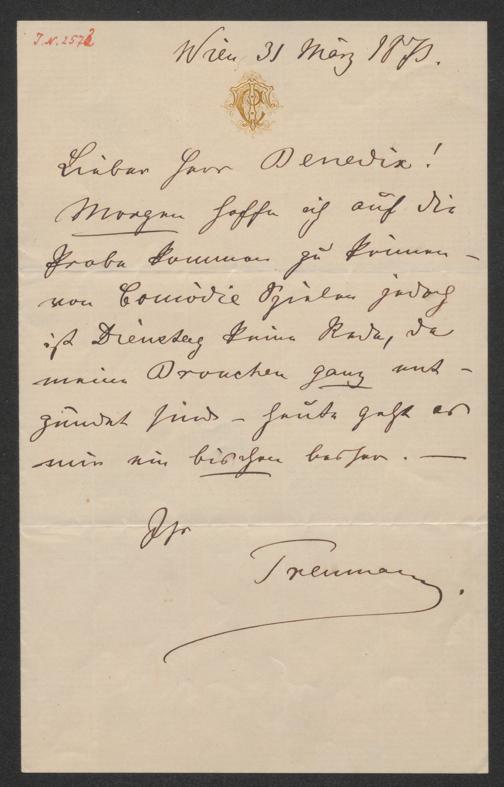 J.N. 2572
Wien 31 März 187
Lieber Herr Benedix!
Morgen hoffe ich auf die
Probe kommen zu können –
von Comödie Spielen jedoch
ist Dienstag keine Rede, da
meine Bronchen ganz ent-
zündet sind – heute geht es
mir ein bischen besser. —
Ihr
Treumann.